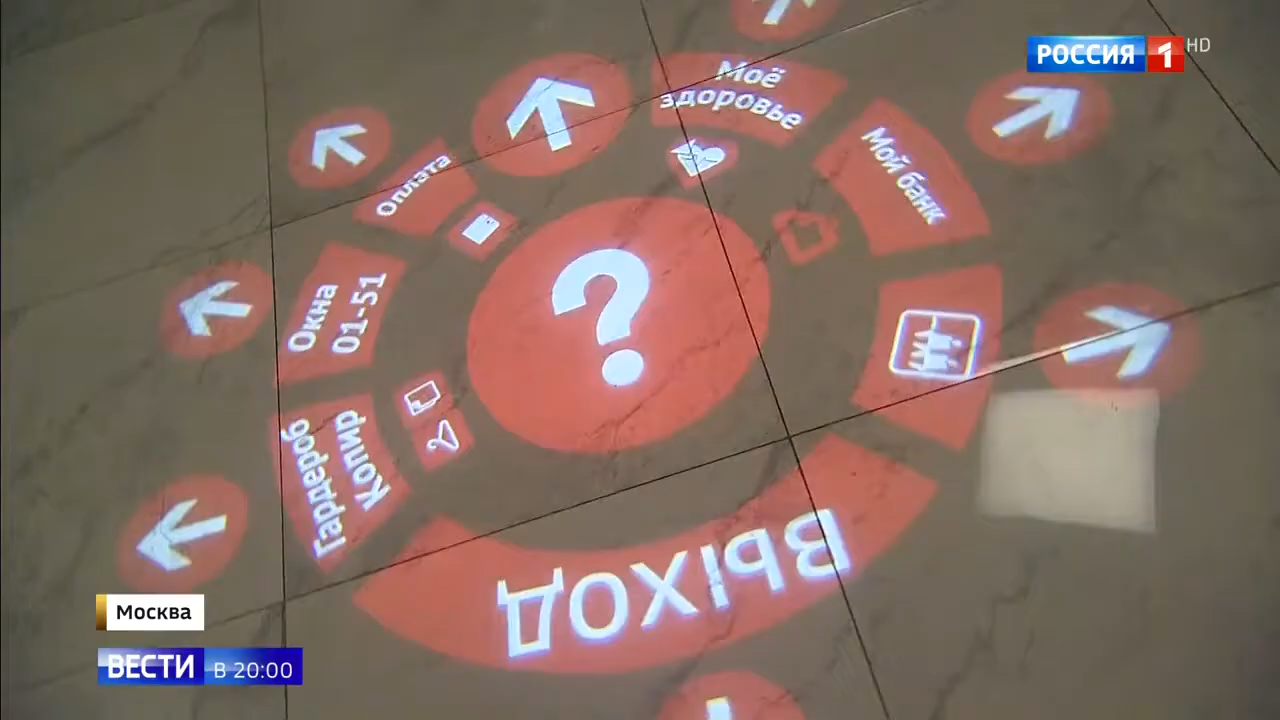 РОССИЯ 1 HD
Моё
здоровье
Мой банк
Оплата
?
Окна
01-51
Гардероб
Копир
Выход
Москва
ВЕСТИ В 20:00